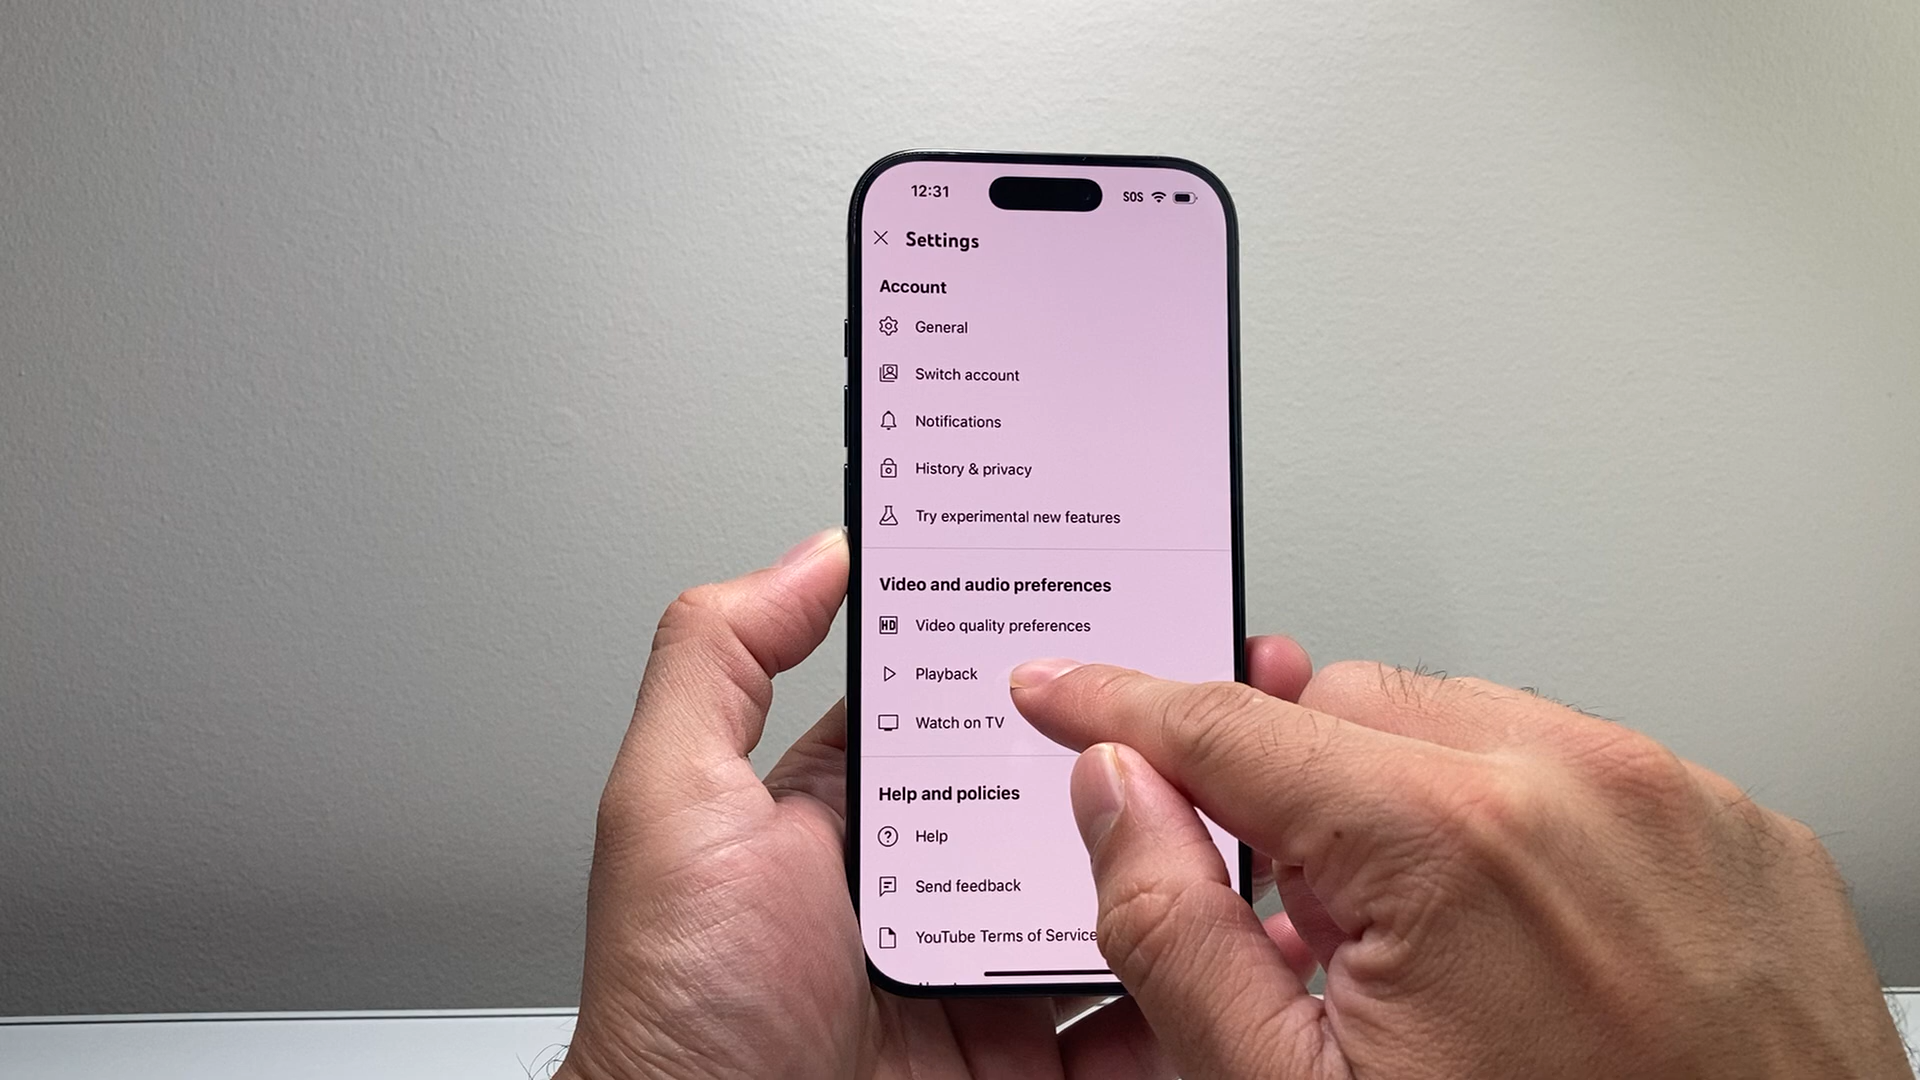 12:31
SOS
Settings
Account
General
Switch account
Notifications
History & privacy
Try experimental new features
Video and audio preferences
HD
Video quality preferences
Playback
Watch on TV
Help and policies
Help
Send feedback
YouTube Terms of Service